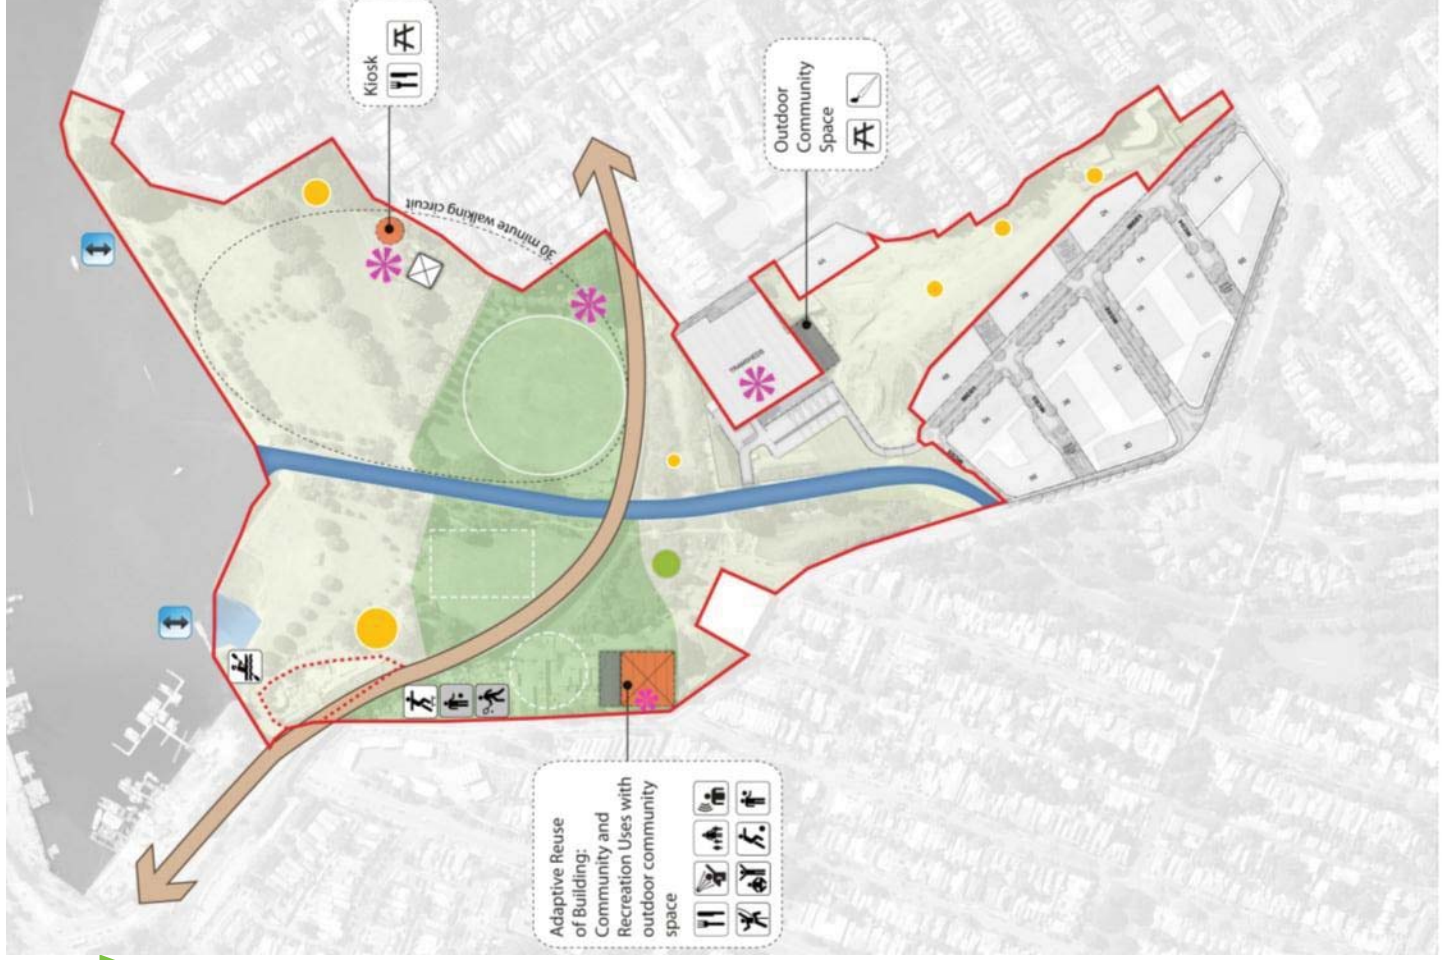 Kiosk
Outdoor
Community
Space
30 minute walking circuit
TRAMSHEDS
Adaptive Reuse
of Building:
Community and
Recreation Uses with
outdoor community
space